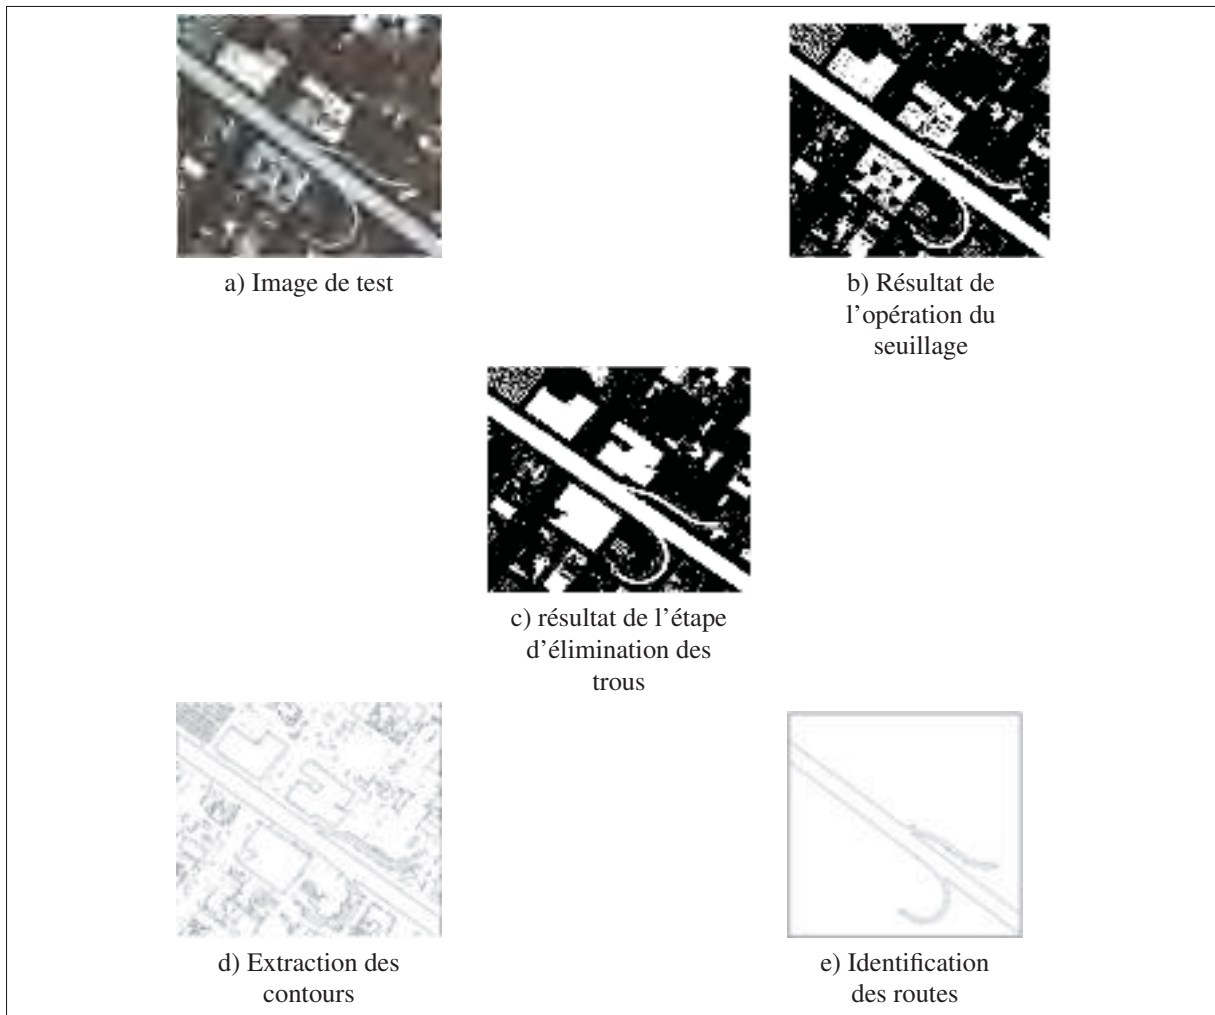 a) Image de test
b) Résultat de
l’opération du
seuillage
c) résultat de l’étape
d’élimination des
trous
d) Extraction des
contours
e) Identification
des routes